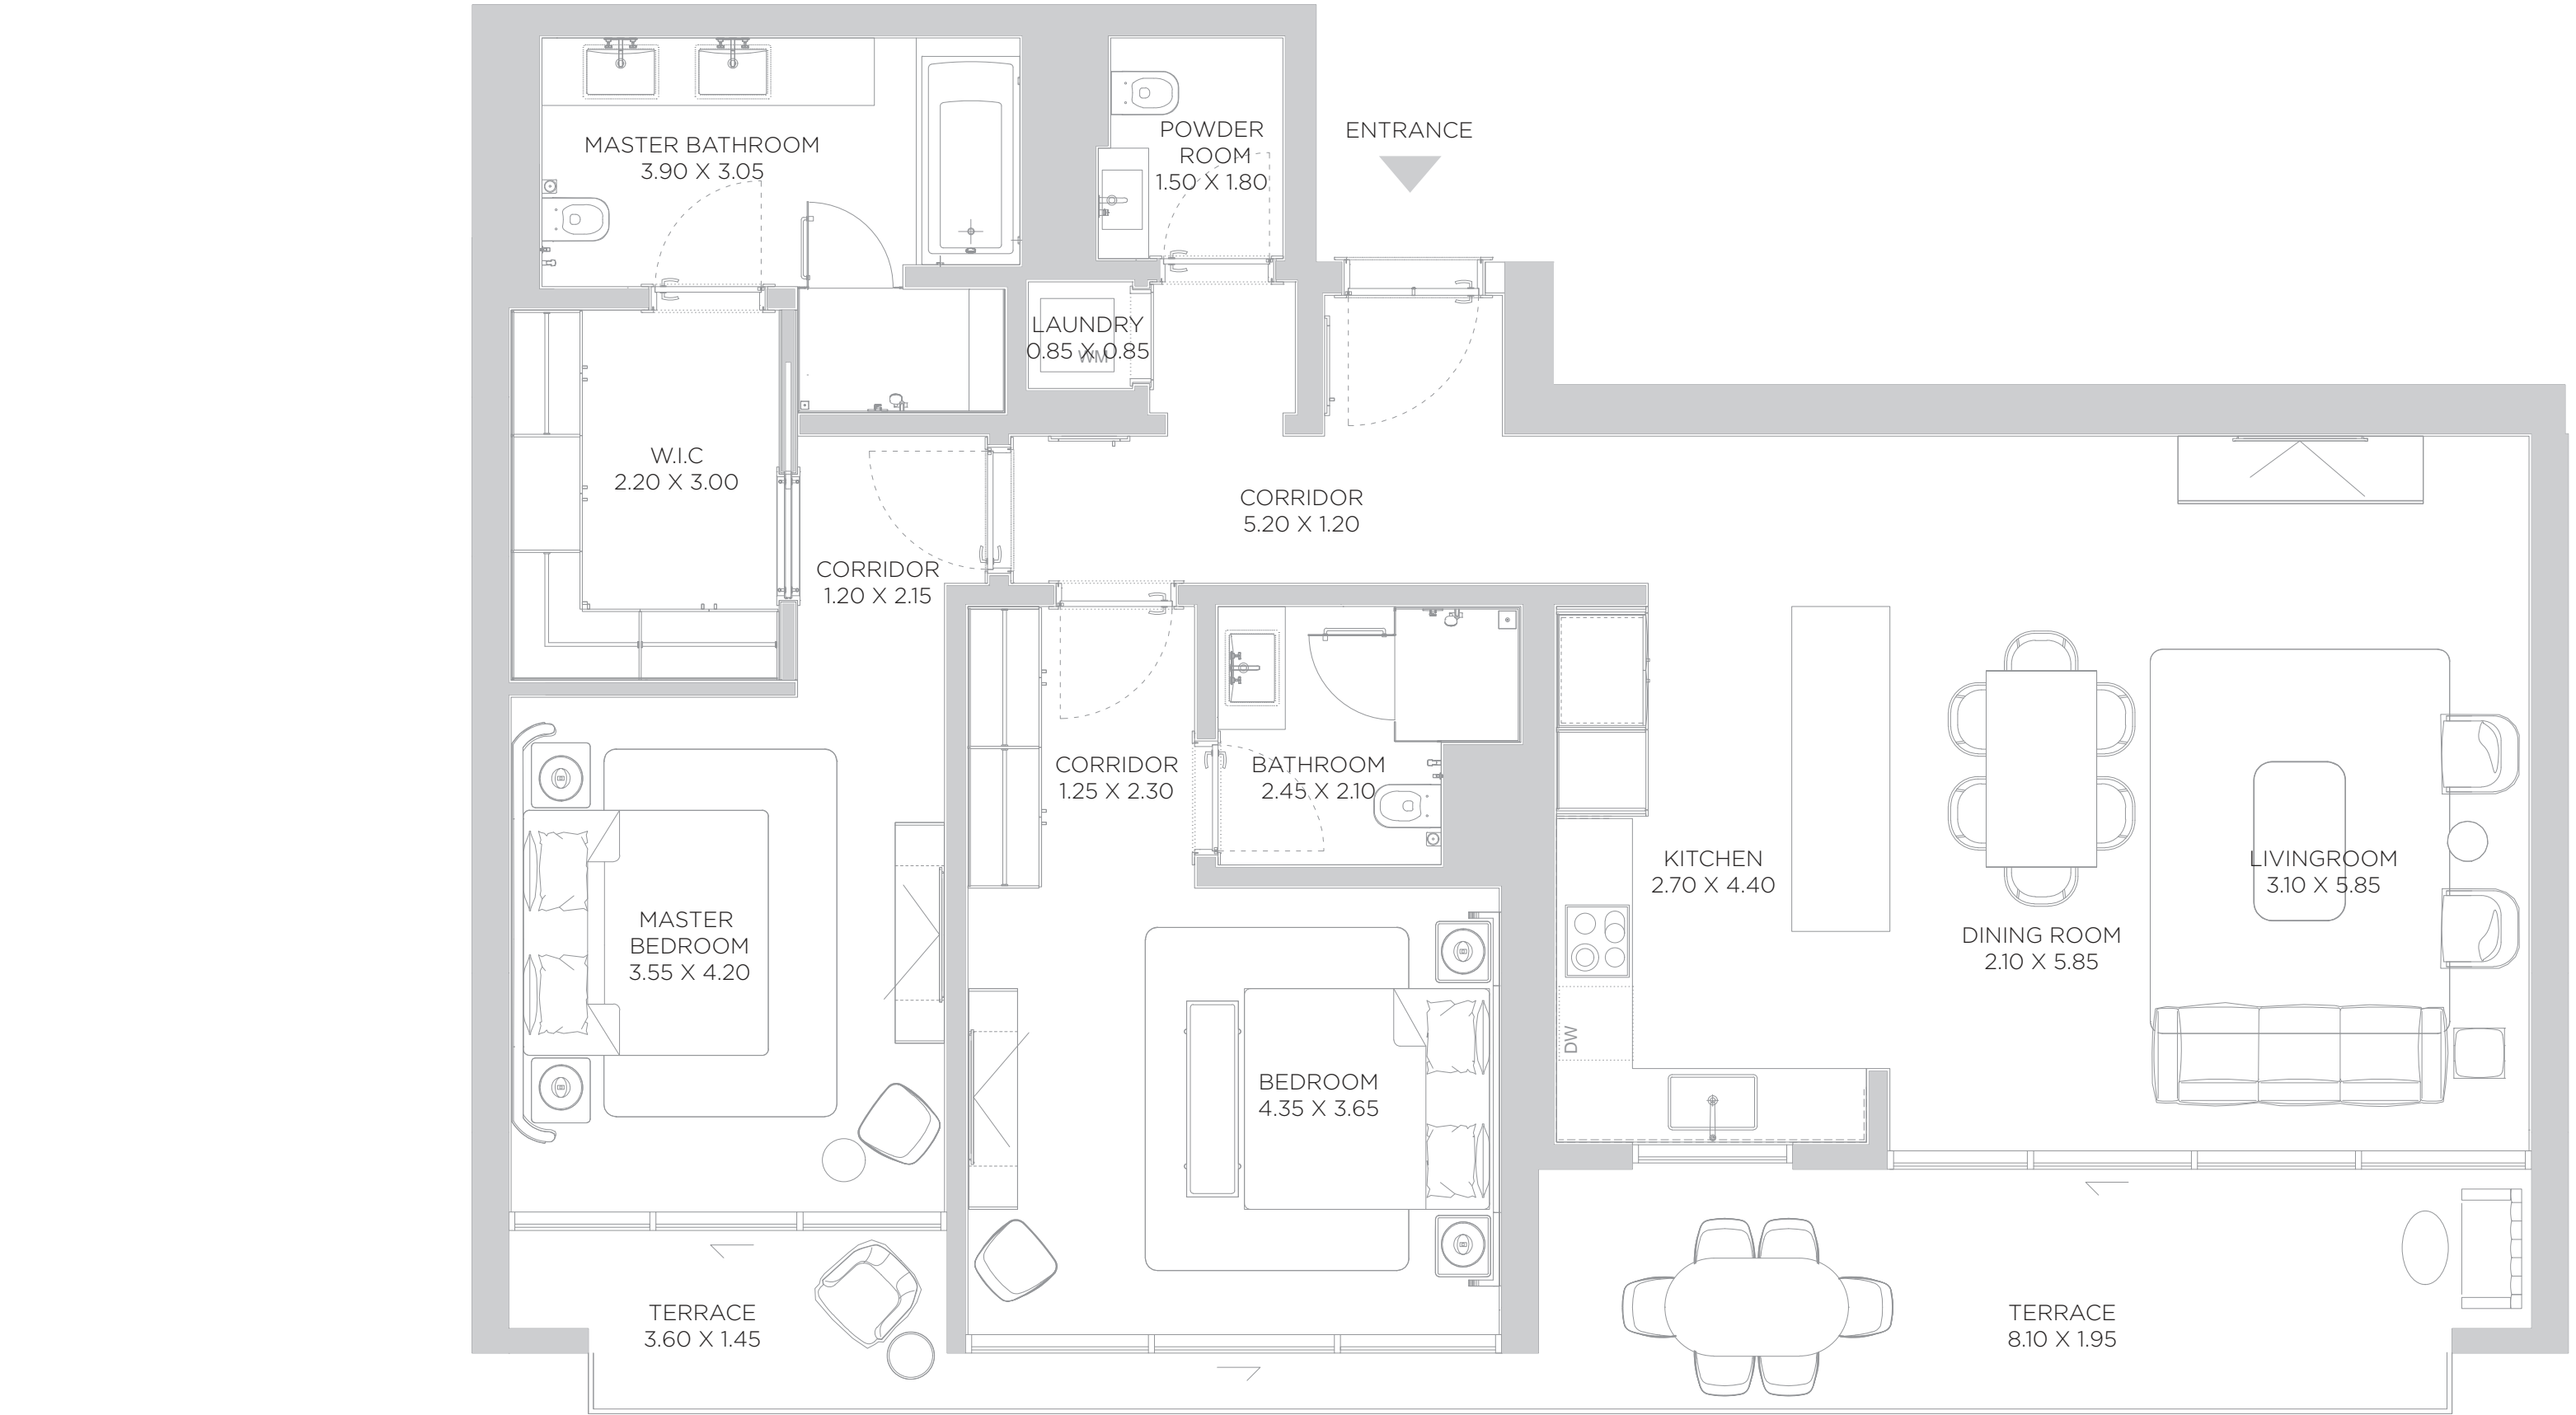 MASTER BATHROOM
3.90 X 3.05
POWDER
ROOM
1.50 X 1.80
ENTRANCE
LAUNDRY
0.85 X 0.85
WM
W.I.C
2.20 X 3.00
CORRIDOR
5.20 X 1.20
CORRIDOR
1.20 X 2.15
CORRIDOR
1.25 X 2.30
BATHROOM
2.45 X 2.10
KITCHEN
2.70 X 4.40
LIVINGROOM
3.10 X 5.85
MASTER
BEDROOM
3.55 X 4.20
DINING ROOM
2.10 X 5.85
DW
BEDROOM
4.35 X 3.65
TERRACE
3.60 X 1.45
TERRACE
8.10 X 1.95